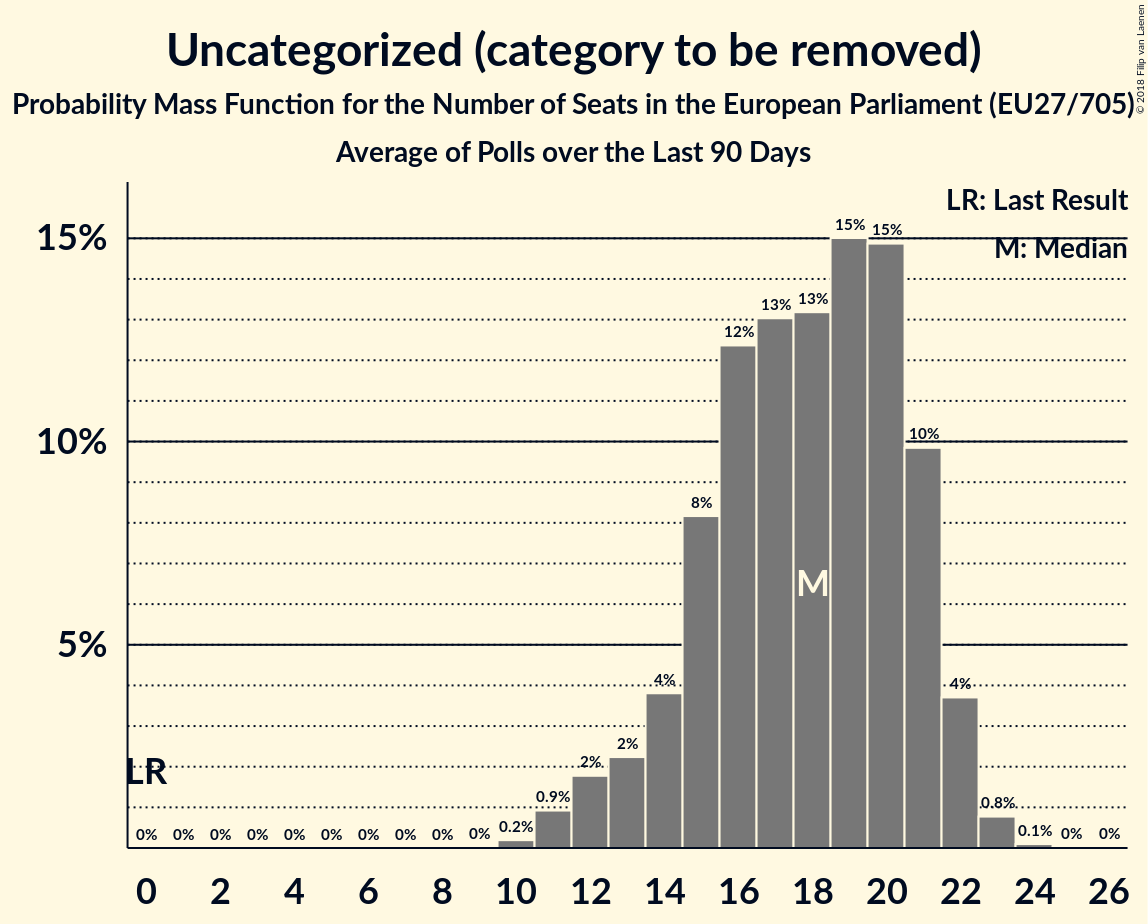 Uncategorized (category to be removed)
Probability Mass Function for the Number of Seats in the European Parliament (EU27/705)
Average of Polls over the Last 90 Days
© 2018 Filip van Laenen
LR: Last Result
M: Median
15%
10%
5%
15%
15%
13%
13%
12%
10%
8%
M
4%
4%
2%
2%
LR
0.9%
0.8%
0% 0% 0% 0% 0% 0% 0% 0% 0% 0% 0.2% 0.1% 0% 0%
0 2 4 6 8 10 12 14 16 18 20 22 24 26